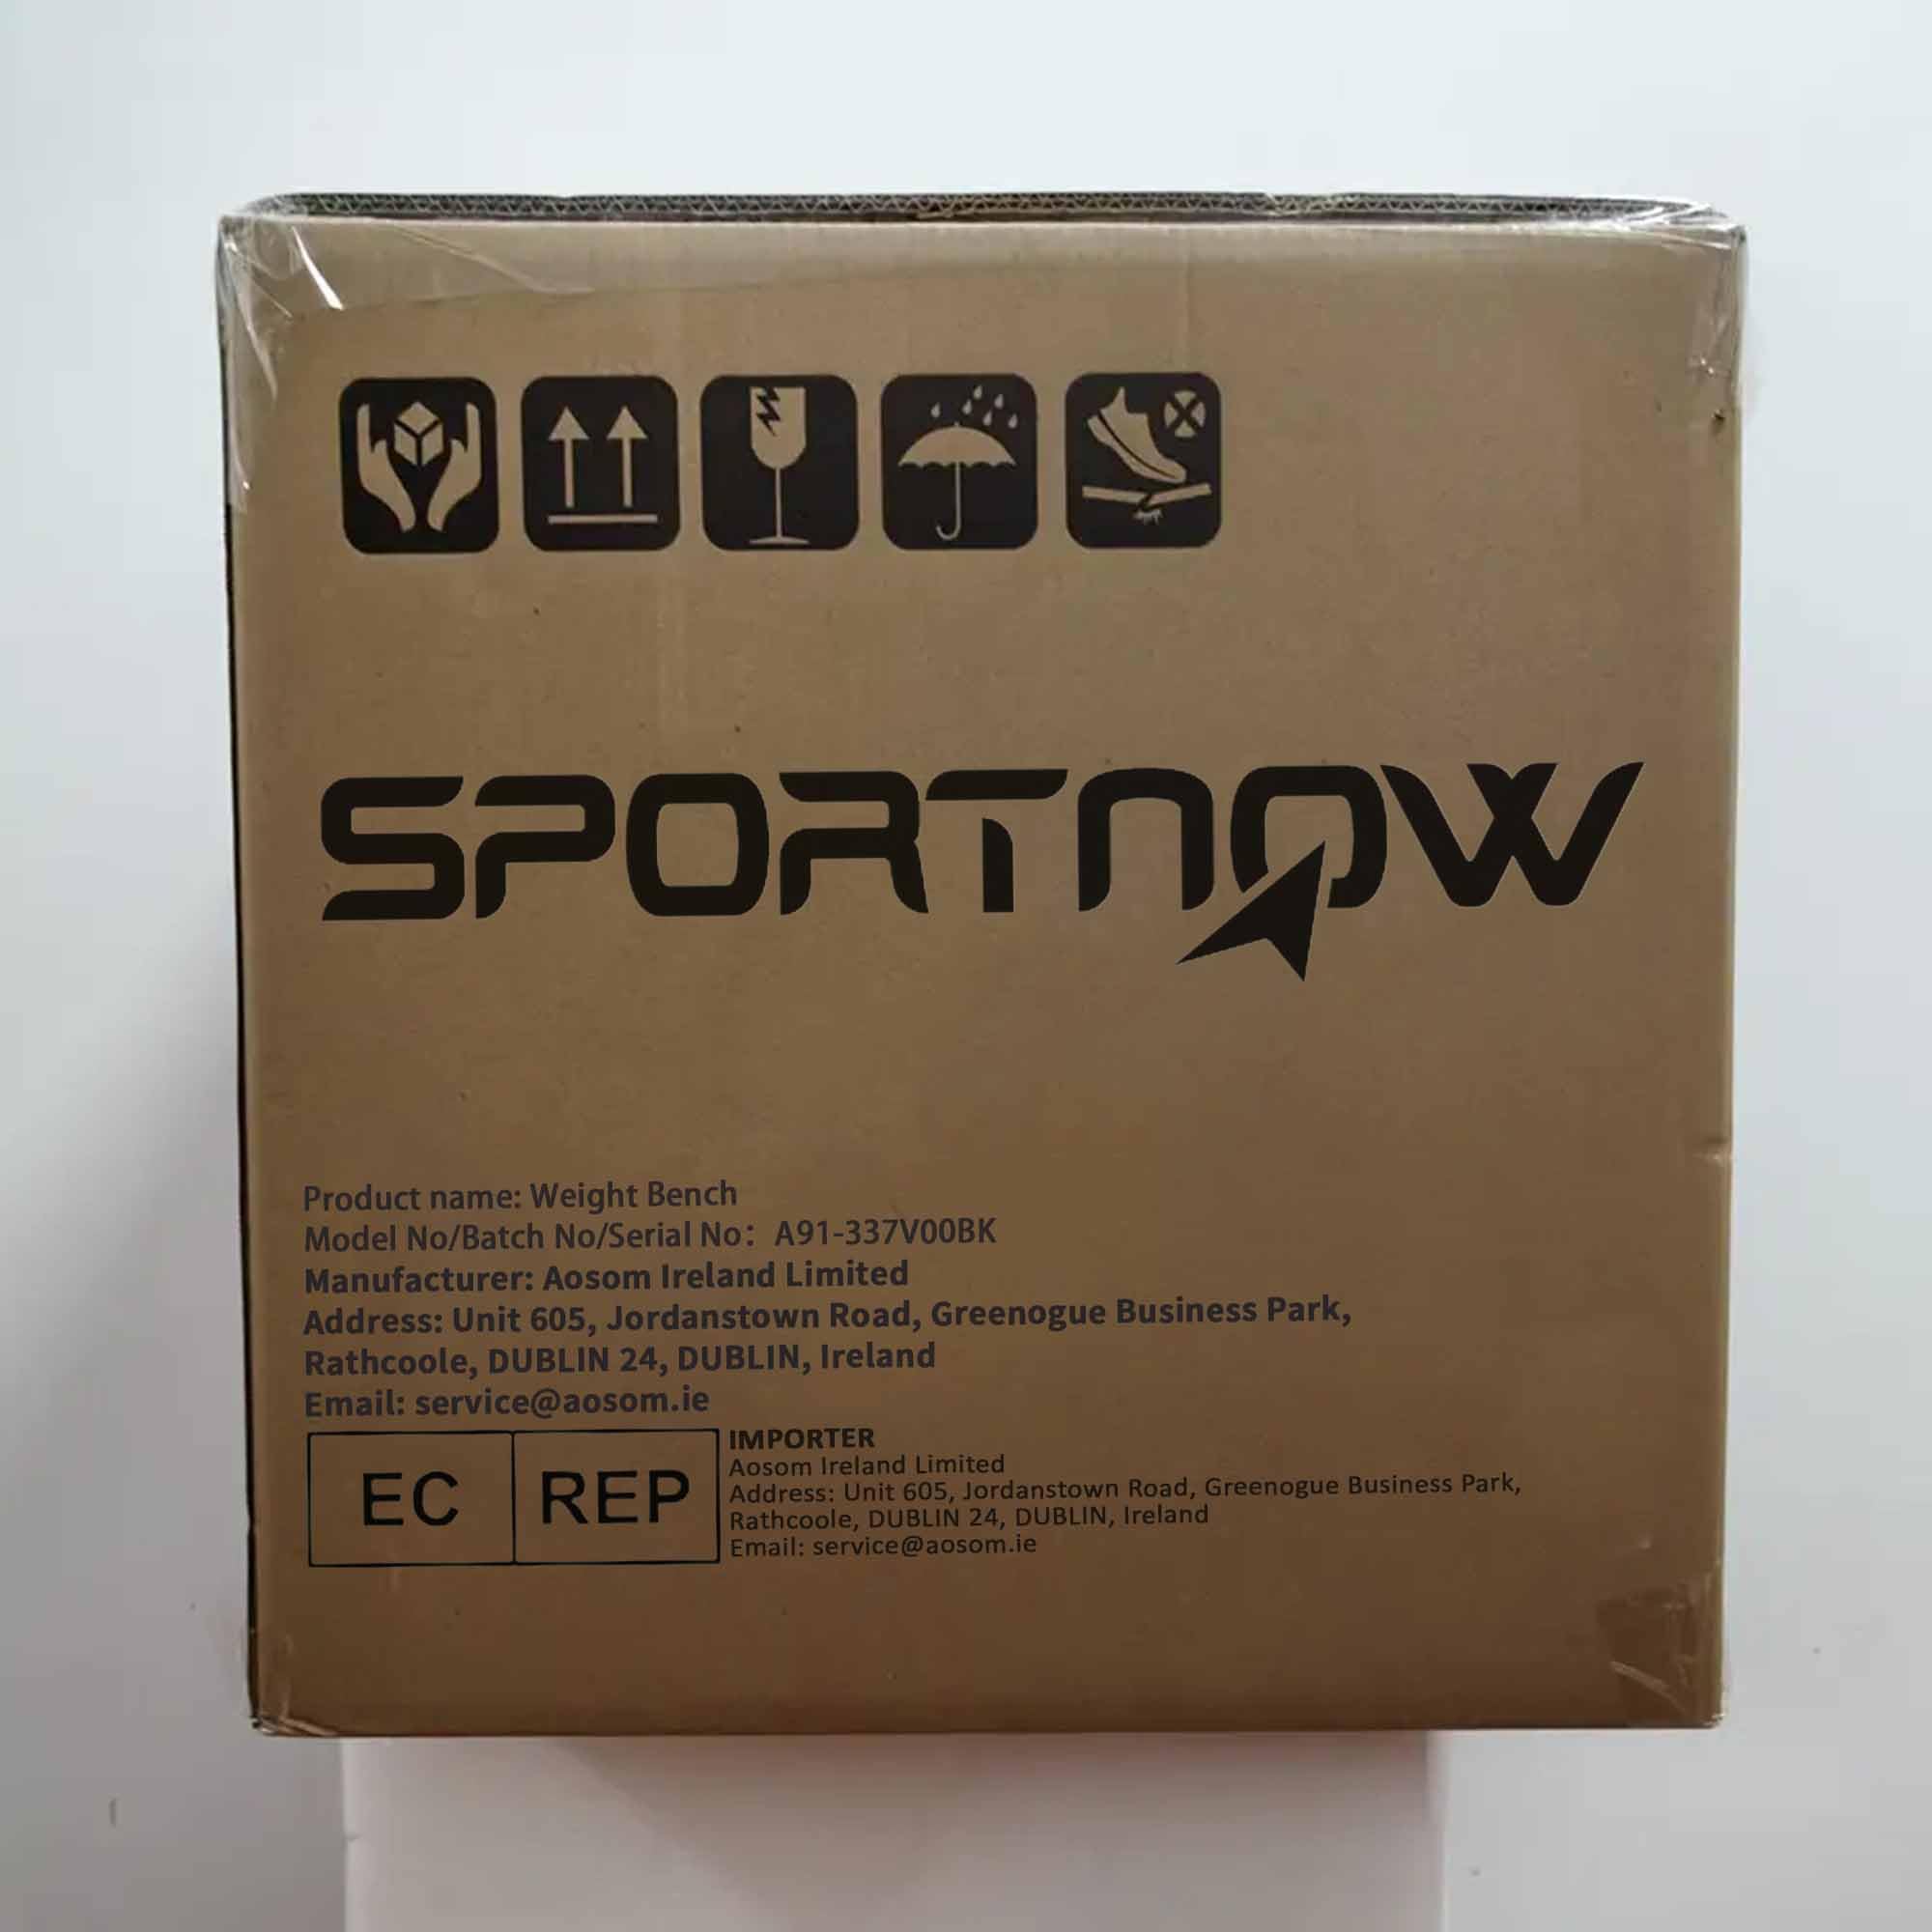 SPORTNOW
Product name: Weight Bench
Model No/Batch No/Serial No: A91-337V00BK
Manufacturer: Aosom Ireland Limited
Address: Unit 605, Jordanstown Road, Greenogue Business Park,
Rathcoole, DUBLIN 24, DUBLIN, Ireland
Email: service@aosom.ie
EC REP
IMPORTER
Aosom Ireland Limited
Address: Unit 605, Jordanstown Road, Greenogue Business Park,
Rathcoole, DUBLIN 24, DUBLIN, Ireland
Email: service@aosom.ie